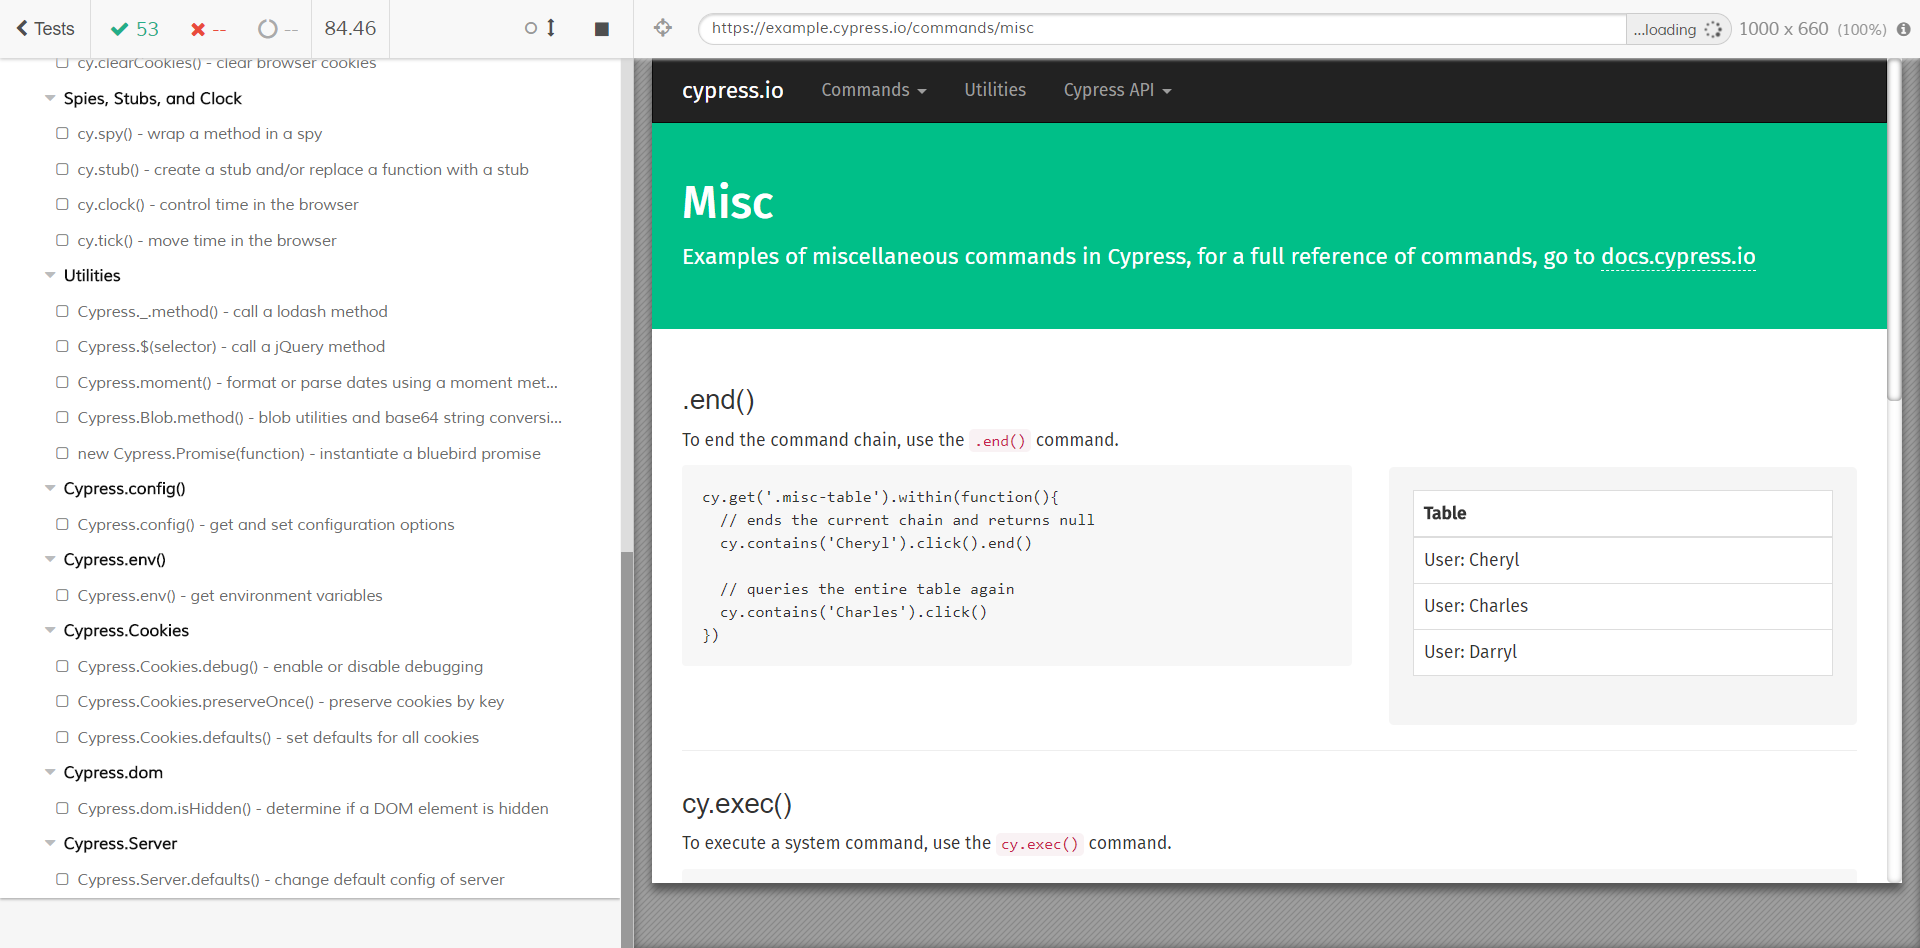 Tests 53 -- -- 84.46
cy.clearCookies() - clear browser cookies
Spies, Stubs, and Clock
cy.spy() - wrap a method in a spy
cy.stub() - create a stub and/or replace a function with a stub
cy.clock() - control time in the browser
cy.tick() - move time in the browser
Utilities
Cypress._.method() - call a lodash method
Cypress.$(selector) - call a jQuery method
Cypress.moment() - format or parse dates using a moment met...
Cypress.Blob.method() - blob utilities and base64 string conversi...
new Cypress.Promise(function) - instantiate a bluebird promise
Cypress.config()
Cypress.config() - get and set configuration options
Cypress.env()
Cypress.env() - get environment variables
Cypress.Cookies
Cypress.Cookies.debug() - enable or disable debugging
Cypress.Cookies.preserveOnce() - preserve cookies by key
Cypress.Cookies.defaults() - set defaults for all cookies
Cypress.dom
Cypress.dom.isHidden() - determine if a DOM element is hidden
Cypress.Server
Cypress.Server.defaults() - change default config of server
https://example.cypress.io/commands/misc ...loading 1000 x 660 (100%)
cypress.io Commands Utilities Cypress API
Misc
Examples of miscellaneous commands in Cypress, for a full reference of commands, go to docs.cypress.io
.end()
To end the command chain, use the .end() command.
cy.get('.misc-table').within(function(){
  // ends the current chain and returns null
  cy.contains('Cheryl').click().end()
  // queries the entire table again
  cy.contains('Charles').click()
})
Table
User: Cheryl
User: Charles
User: Darryl
cy.exec()
To execute a system command, use the cy.exec() command.